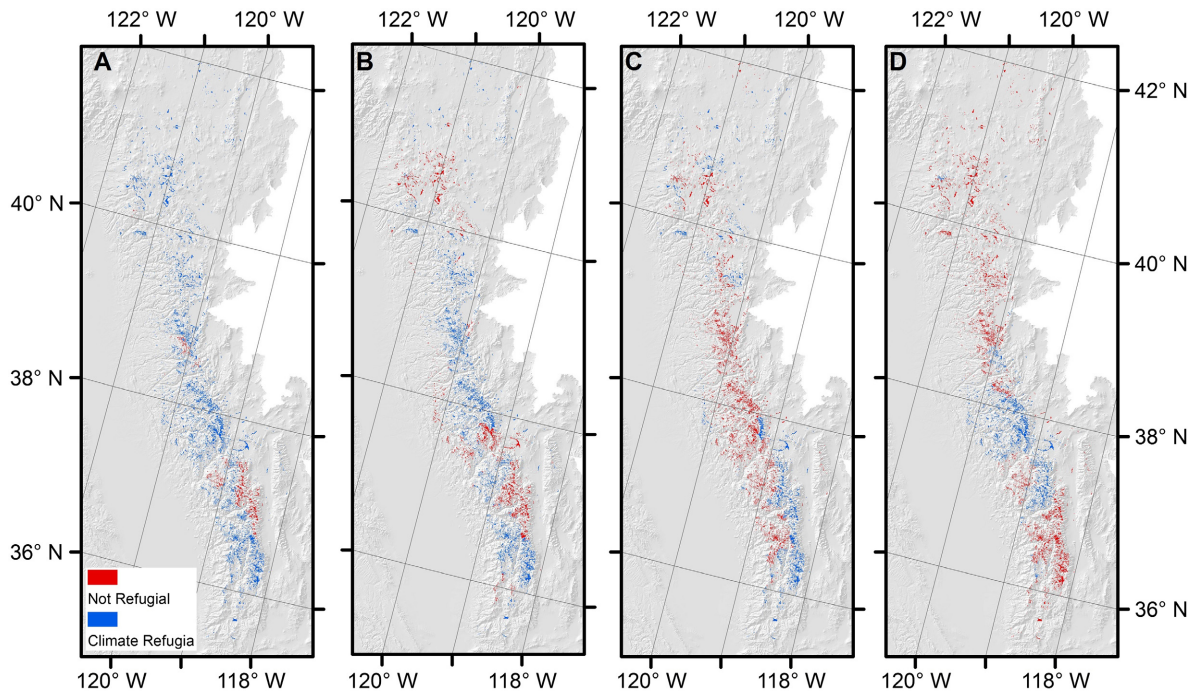 122° W 120° W 122° W 120° W 122° W 120° W 122° W 120° W
A B C D
42° N
40° N
40° N
38° N
38° N
36° N
36° N
Not Refugial
Climate Refugia
120° W 118° W 120° W 118° W 120° W 118° W 120° W 118° W